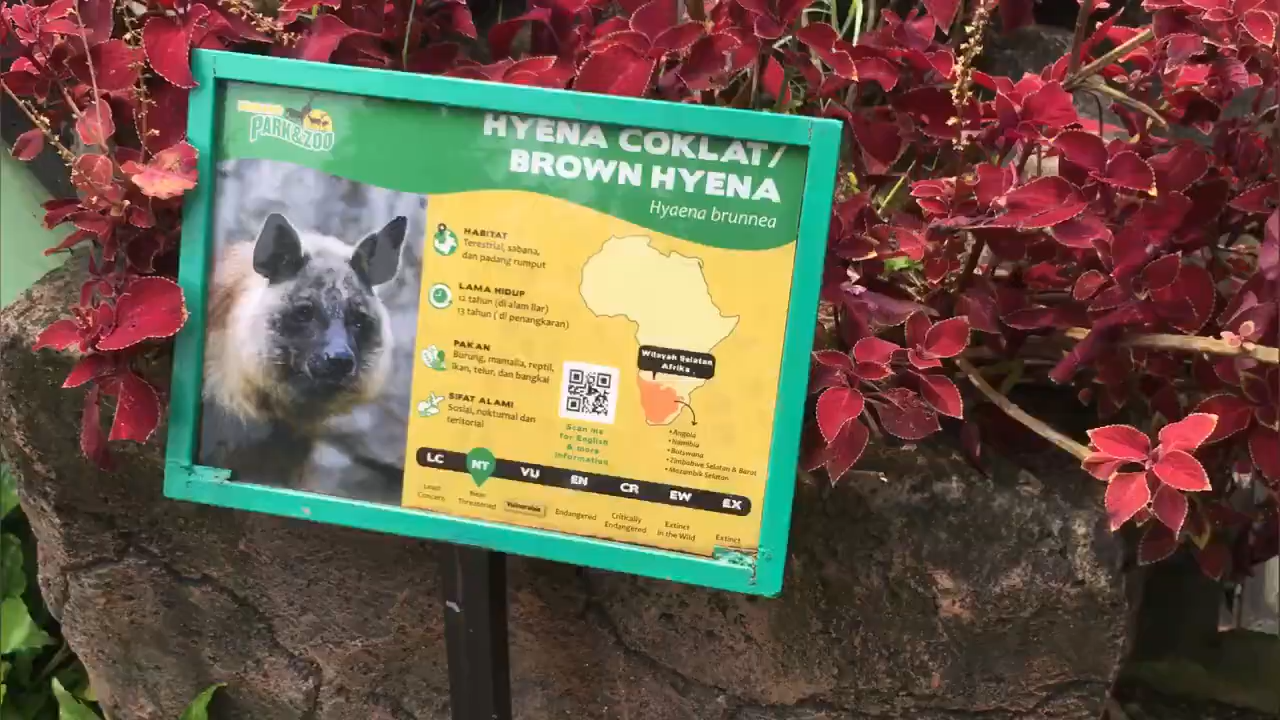 PARK & ZOO
HYENA COKLAT/
BROWN HYENA
Hyaena brunnea
HABITAT
Terestrial, sabana,
dan padang rumput
LAMA HIDUP
12 tahun (di alam liar)
13 tahun ( di penangkaran)
PAKAN
Burung, mamalia, reptil,
ikan, telur, dan bangkai
SIFAT ALAMI
Sosial, nokturnal dan
teritorial
Scan me
for English
& more
information
Wilayah Selatan
Afrika
• Angola
• Namibia
• Botswana
• Zimbabwe Selatan & Barat
• Mozambik Selatan
LC NT VU EN CR EW EX
Least
Concern
Near
Threatened
Vulnerable
Endangered
Critically
Endangered
Extinct
in the Wild
Extinct